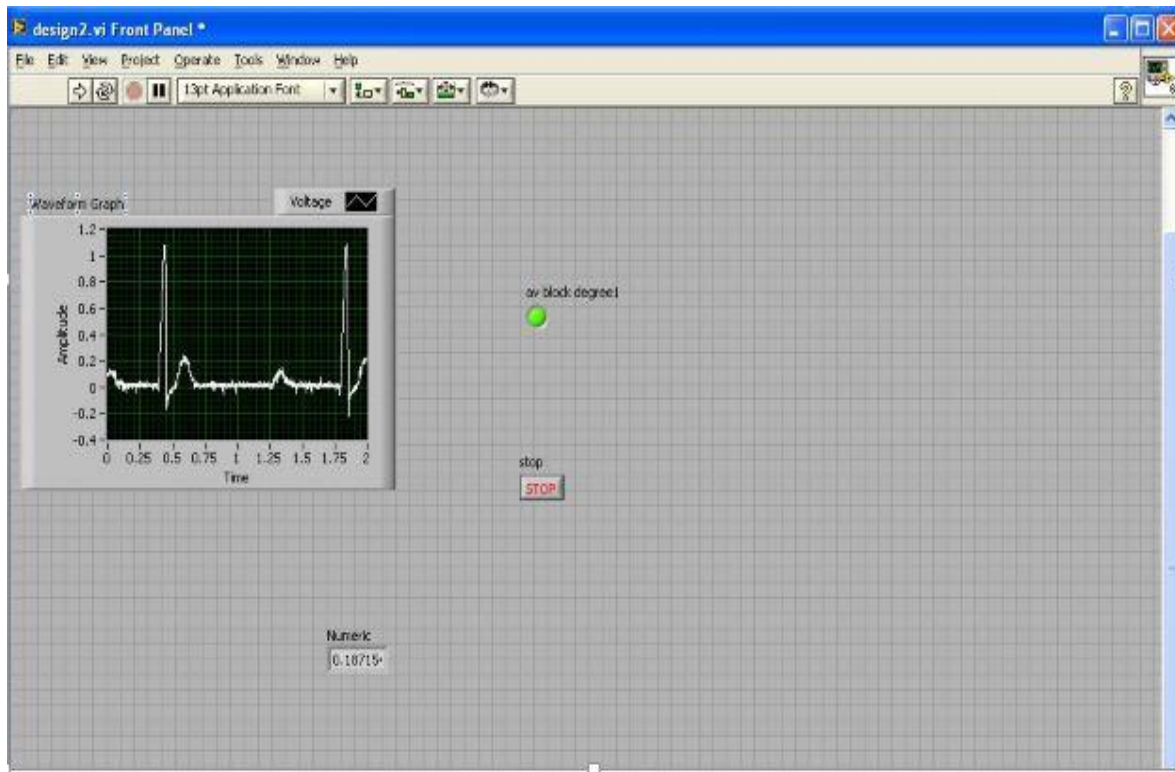 design2.vi Front Panel *
File Edit View Project Operate Tools Window Help
13pt Application Font
Waveform Graph
Voltage
1.2
1
0.8
0.6
0.4
0.2
0
-0.2
-0.4
Amplitude
0 0.25 0.5 0.75 1 1.25 1.5 1.75 2
Time
av block degree1
stop
STOP
Numeric
0.18715